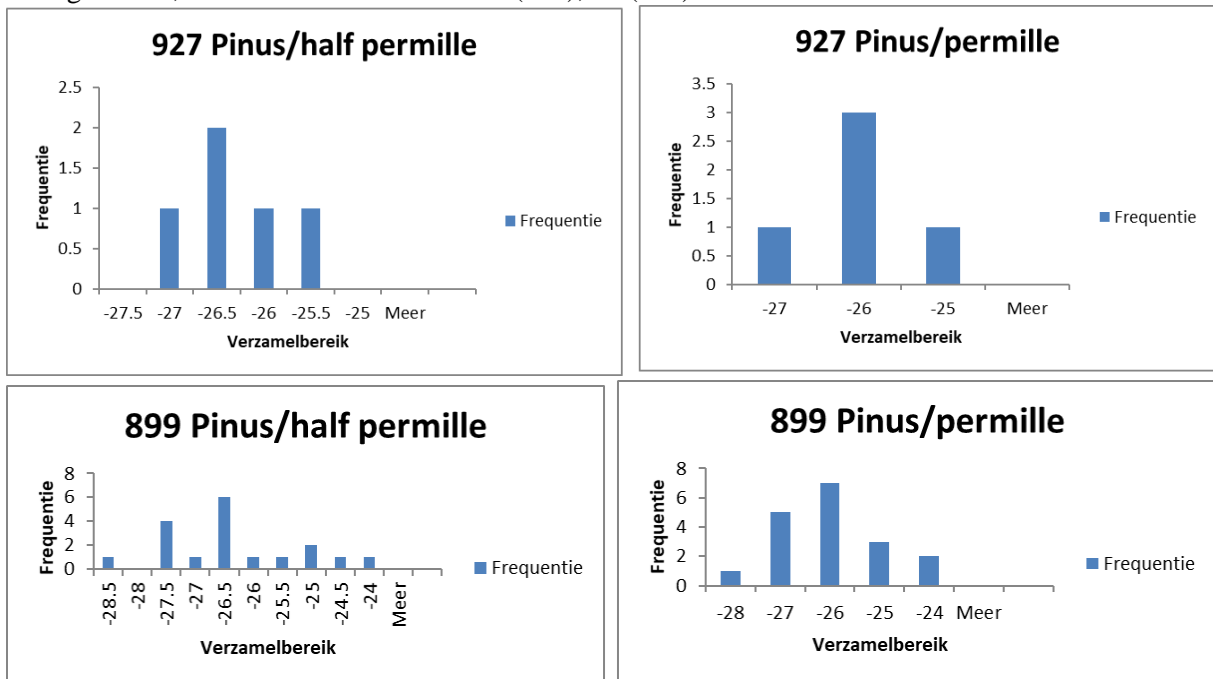 927 Pinus/half permille
2.5
2
1.5
1
0.5
0
Frequentie
-27.5 -27 -26.5 -26 -25.5 -25 Meer
Verzamelbereik
Frequentie
927 Pinus/permille
3.5
3
2.5
2
1.5
1
0.5
0
Frequentie
-27 -26 -25 Meer
Verzamelbereik
Frequentie
899 Pinus/half permille
8
6
4
2
0
Frequentie
-28.5 -28 -27.5 -27 -26.5 -26 -25.5 -25 -24.5 -24 Meer
Verzamelbereik
Frequentie
899 Pinus/permille
8
6
4
2
0
Frequentie
-28 -27 -26 -25 -24 Meer
Verzamelbereik
Frequentie